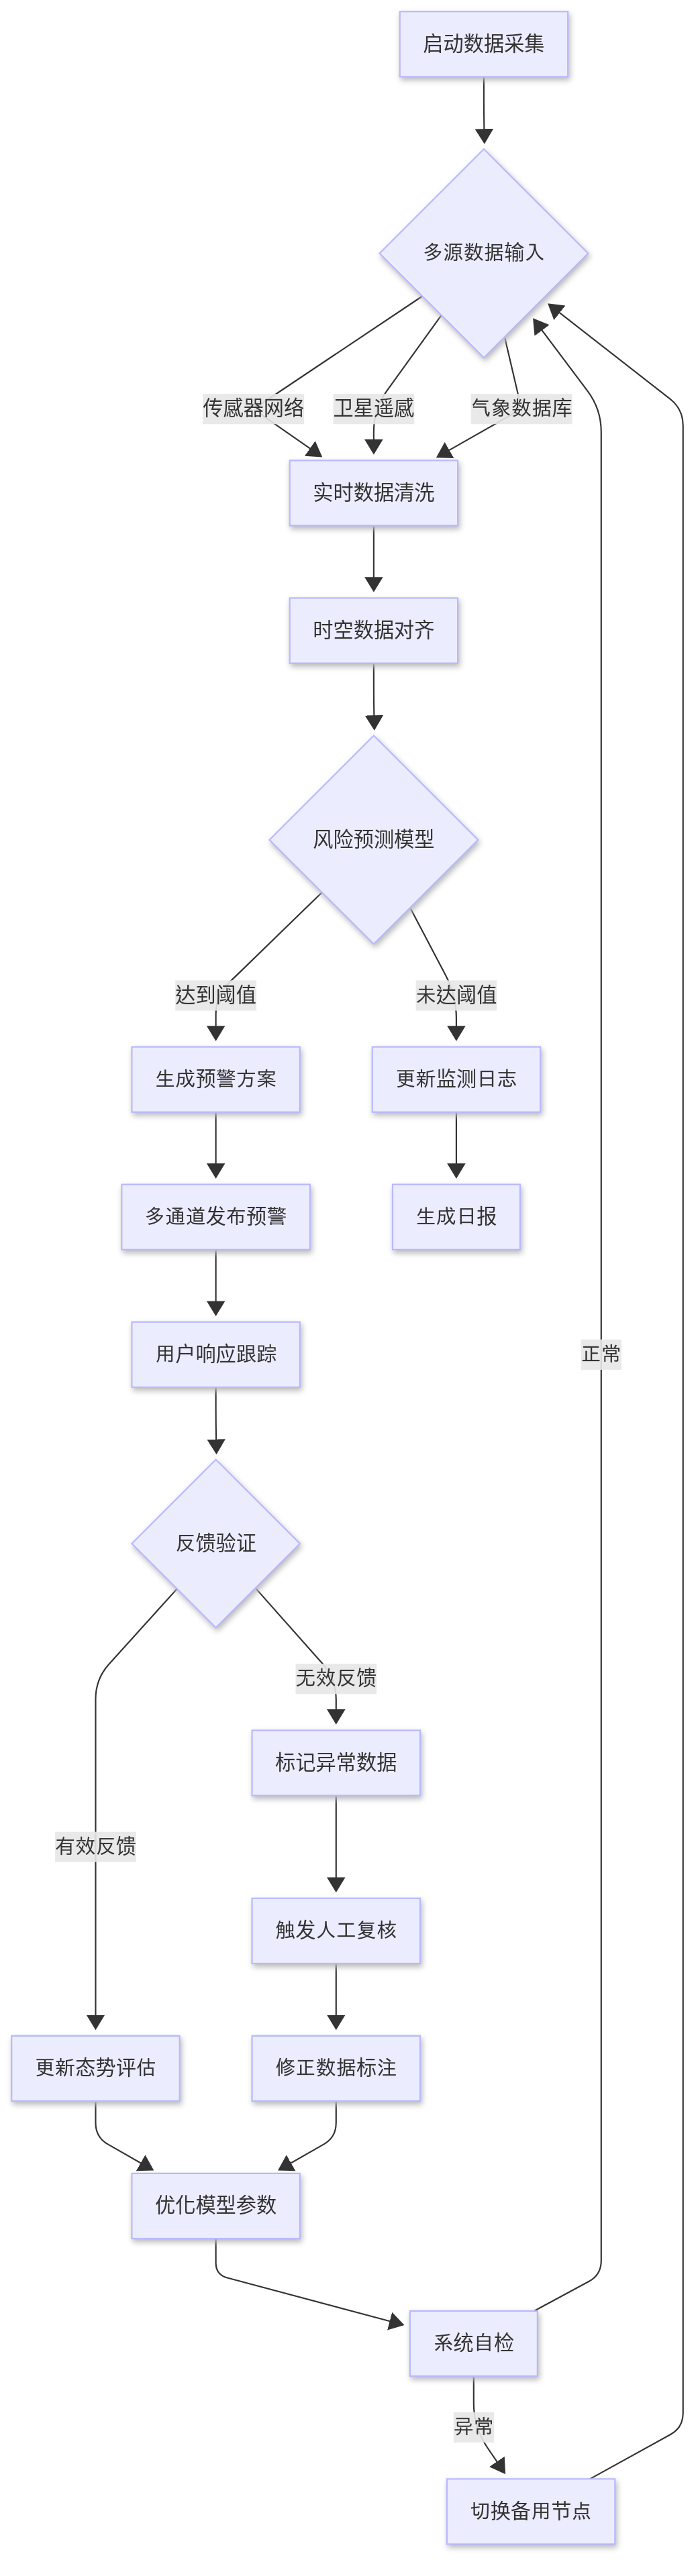 启动数据采集
多源数据输入
传感器网络
卫星遥感
气象数据库
实时数据清洗
时空数据对齐
风险预测模型
达到阈值
未达阈值
生成预警方案
更新监测日志
多通道发布预警
生成日报
用户响应跟踪
正常
反馈验证
无效反馈
标记异常数据
有效反馈
触发人工复核
更新态势评估
修正数据标注
优化模型参数
系统自检
异常
切换备用节点